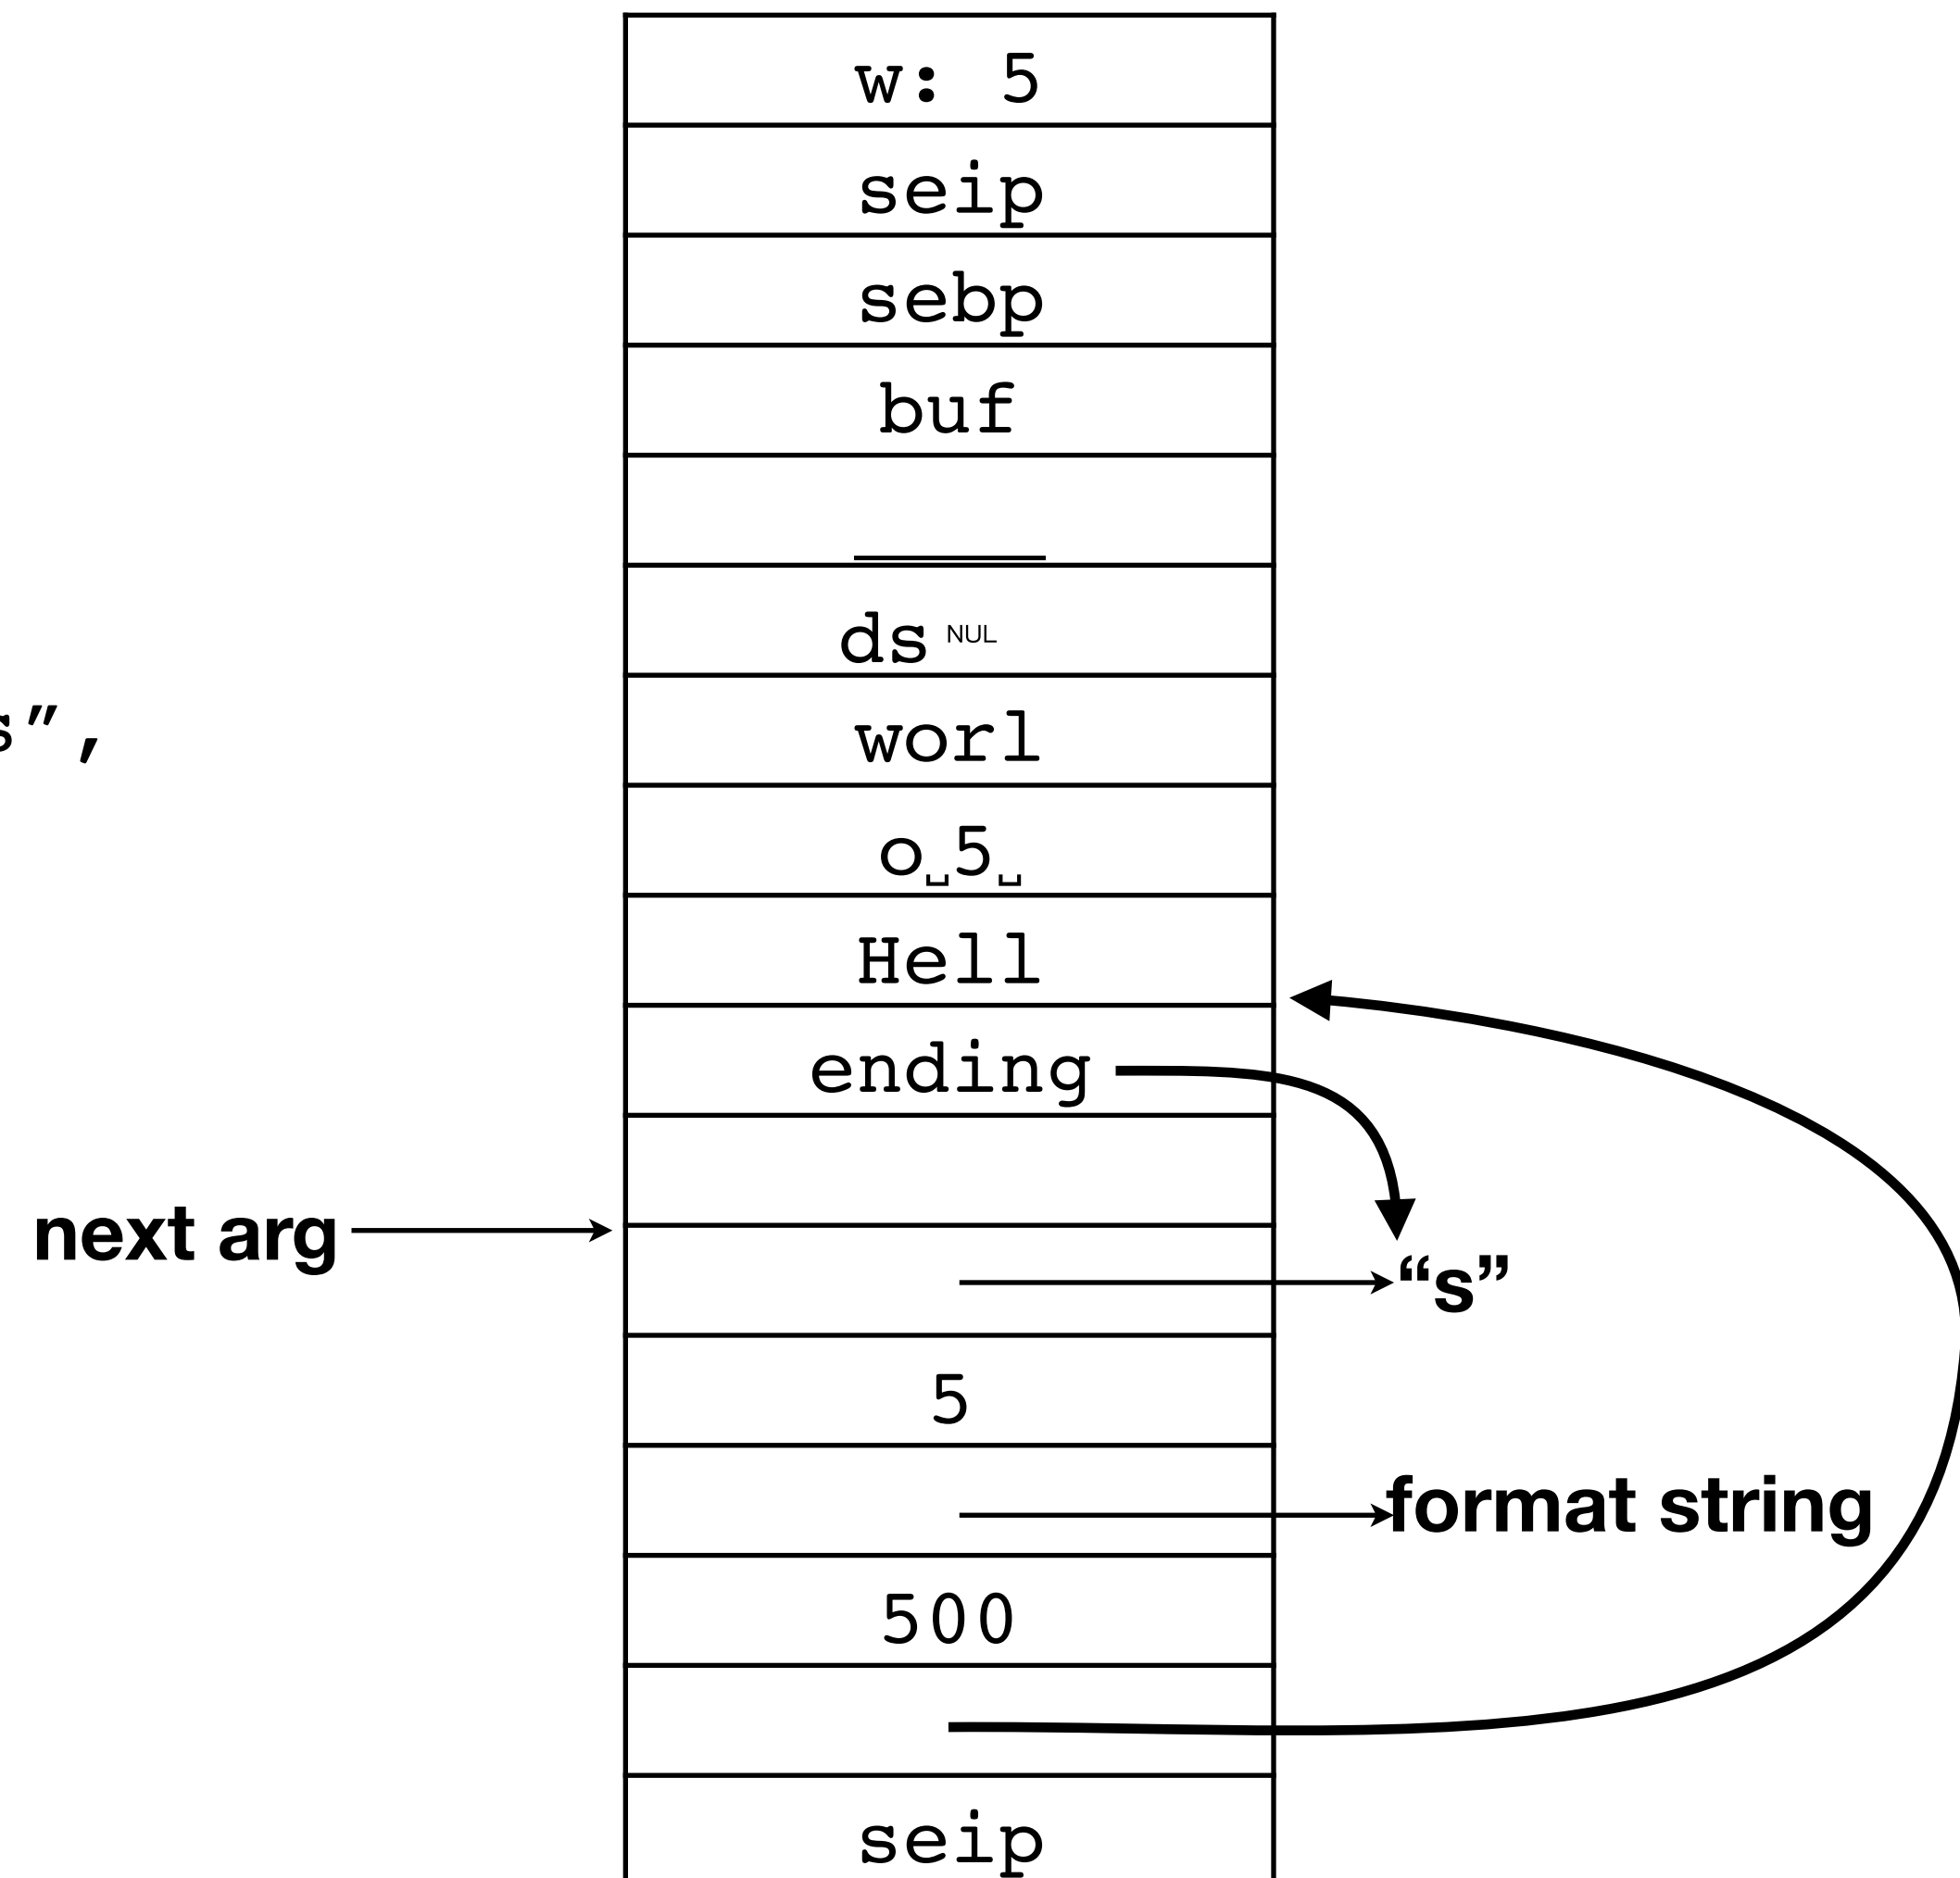 w: 5
seip
sebp
buf
ds NUL
s”,
worl
o␣5␣
Hell
ending
next arg
“s”
5
format string
500
seip